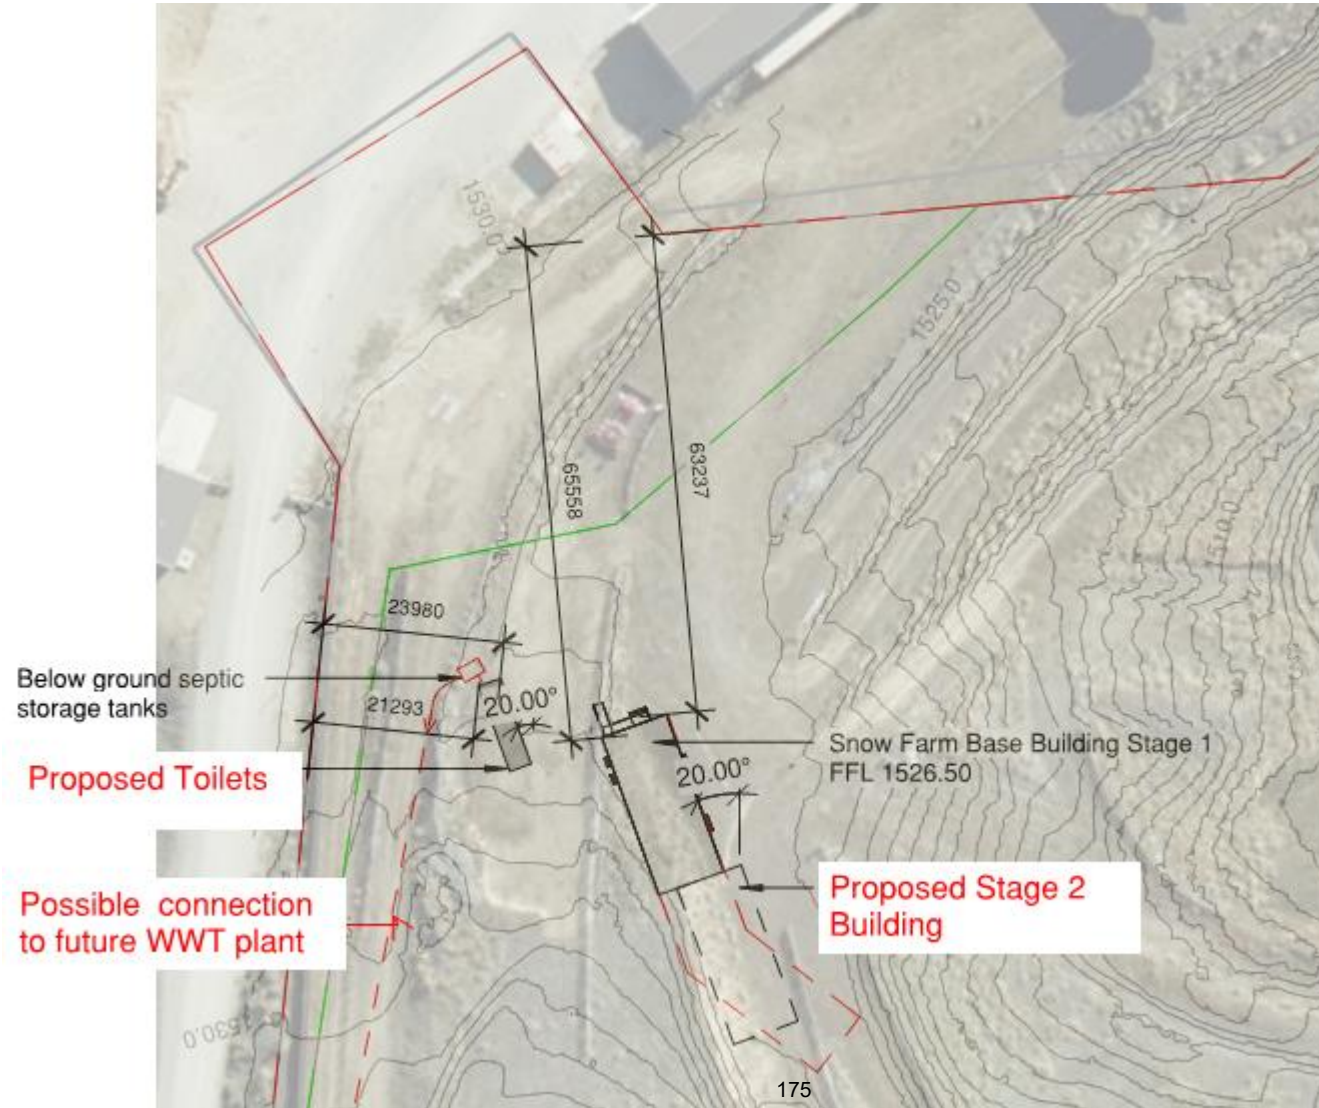 1530.0
1525.0
63237
65558
1510.0
23980
Below ground septic
storage tanks
21293
20.00°
Snow Farm Base Building Stage 1
FFL 1526.50
Proposed Toilets
20.00°
Possible connection
to future WWT plant
Proposed Stage 2
Building
1530.0
175